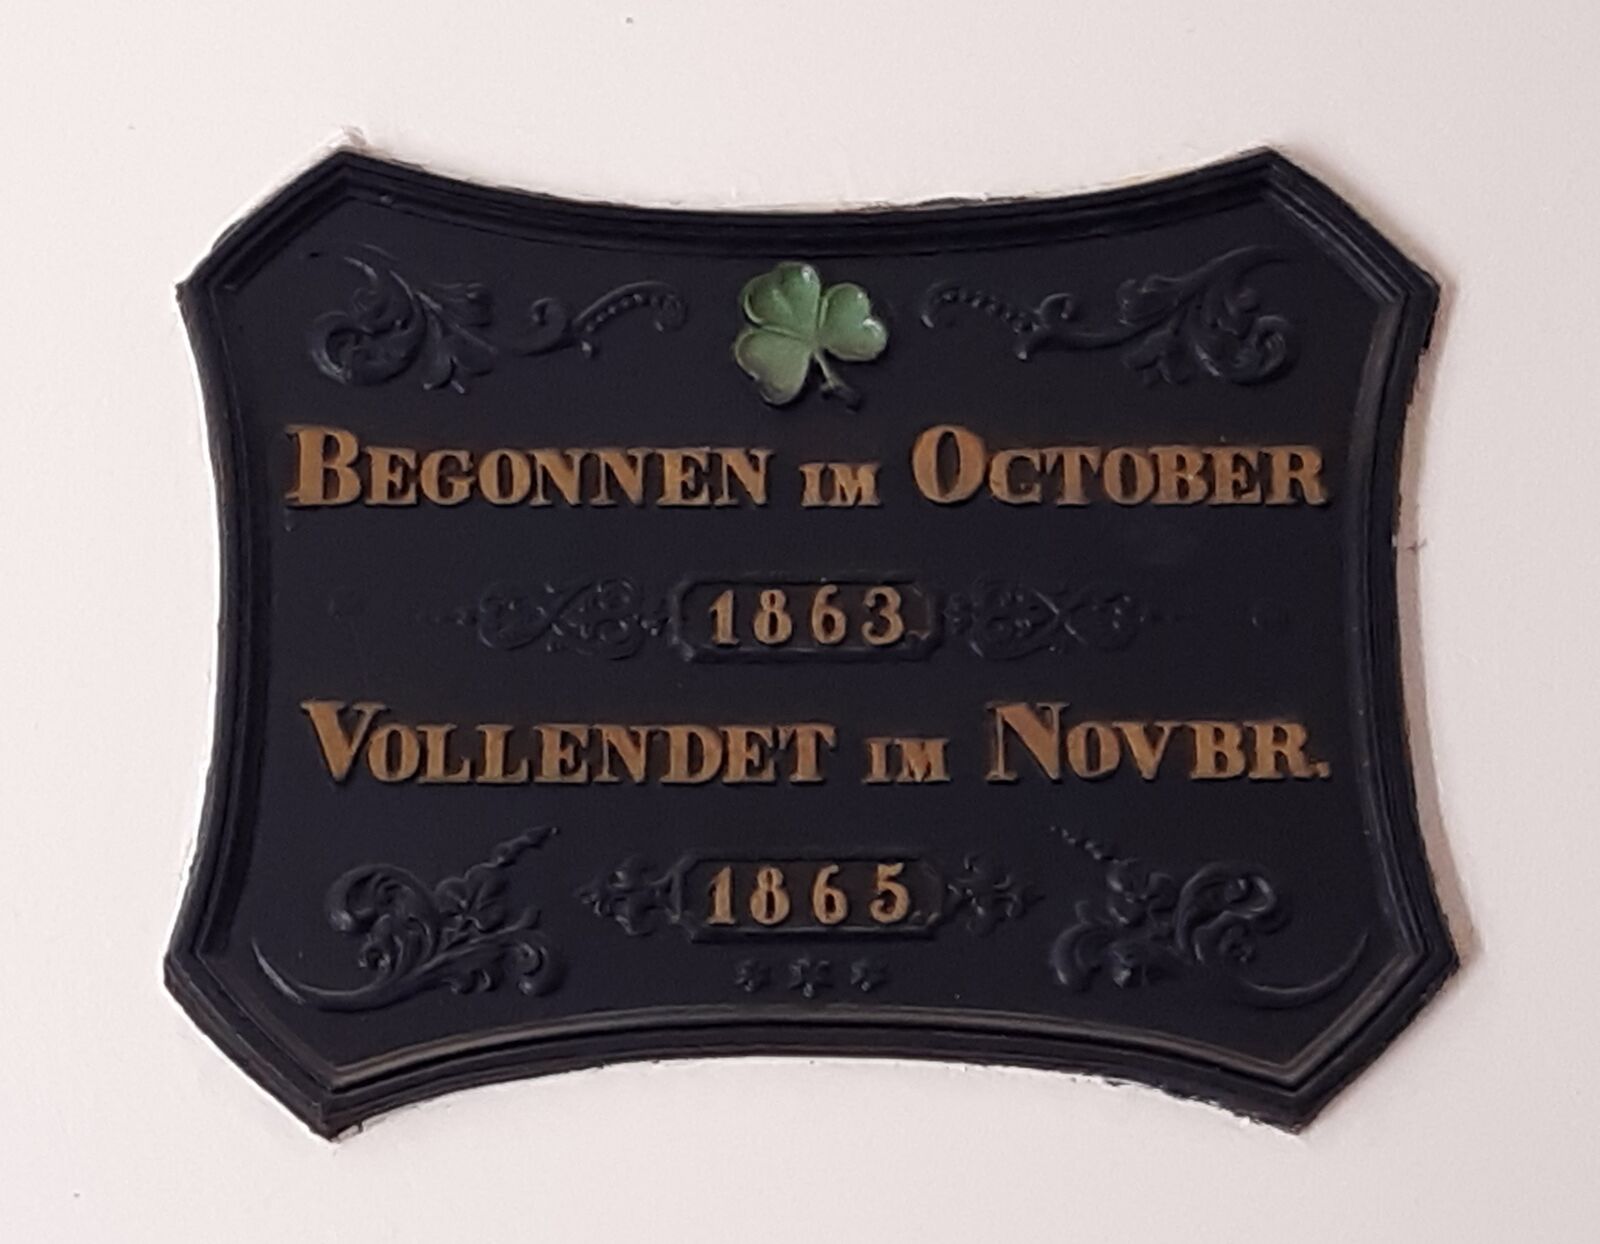 BEGONNEN IM OCTOBER
1863.
VOLLENDET IM NOVBR.
1865.